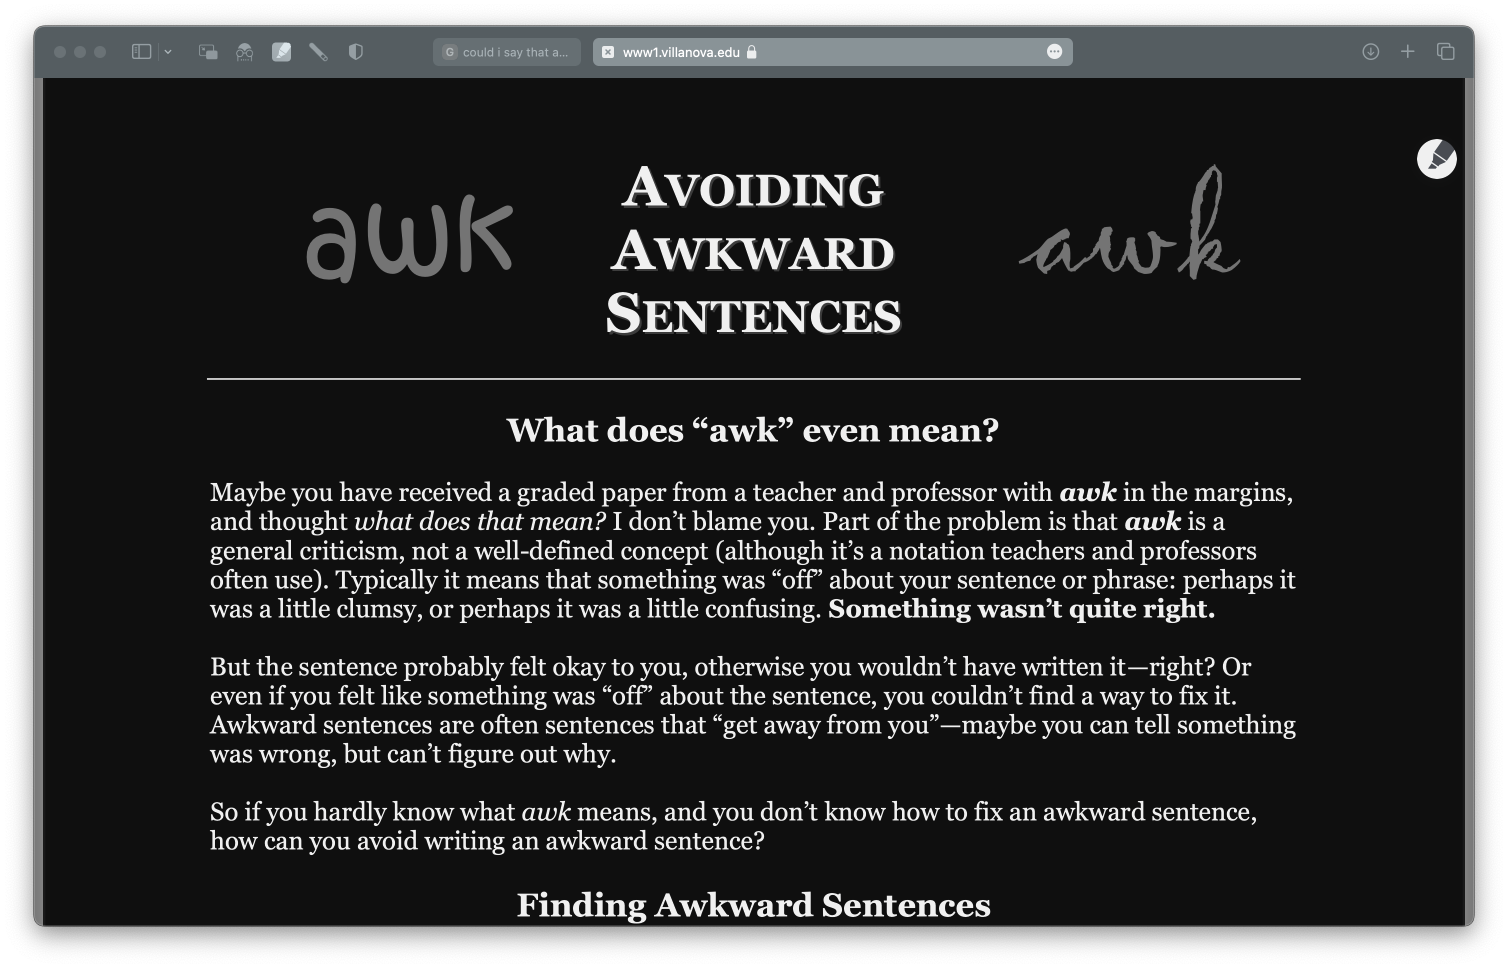 G could i say that a...
www1.villanova.edu
awk
AVOIDING
AWKWARD
SENTENCES
awk
What does “awk” even mean?
Maybe you have received a graded paper from a teacher and professor with awk in the margins,
and thought what does that mean? I don’t blame you. Part of the problem is that awk is a
general criticism, not a well-defined concept (although it’s a notation teachers and professors
often use). Typically it means that something was “off” about your sentence or phrase: perhaps it
was a little clumsy, or perhaps it was a little confusing. Something wasn’t quite right.
But the sentence probably felt okay to you, otherwise you wouldn’t have written it—right? Or
even if you felt like something was “off” about the sentence, you couldn’t find a way to fix it.
Awkward sentences are often sentences that “get away from you”—maybe you can tell something
was wrong, but can’t figure out why.
So if you hardly know what awk means, and you don’t know how to fix an awkward sentence,
how can you avoid writing an awkward sentence?
Finding Awkward Sentences